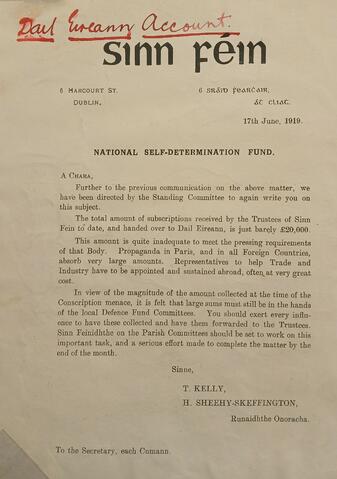 Dail Eireann Account.
Sinn Féin
6 Harcourt St.
Dublin.
6 Sráid Fearcair,
Át Cliat.
17th June, 1919.
NATIONAL SELF-DETERMINATION FUND.
A Chara,
Further to the previous communication on the above matter, we
have been directed by the Standing Committee to again write you on
this subject.
The total amount of subscriptions received by the Trustees of Sinn
Fein to date, and handed over to Dail Eireann, is just barely £20,000.
This amount is quite inadequate to meet the pressing requirements
of that Body. Propaganda in Paris, and in all Foreign Countries,
absorb very large amounts. Representatives to help Trade and
Industry have to be appointed and sustained abroad, often at very great
cost.
In view of the magnitude of the amount collected at the time of the
Conscription menace, it is felt that large sums must still be in the hands
of the local Defence Fund Committees. You should exert every influ-
ence to have these collected and have them forwarded to the Trustees.
Sinn Feinidhthe on the Parish Committees should be set to work on this
important task, and a serious effort made to complete the matter by the
end of the month.
Sinne,
T. KELLY,
H. SHEEHY-SKEFFINGTON,
Runaidhthe Onoracha.
To the Secretary, each Cumann.